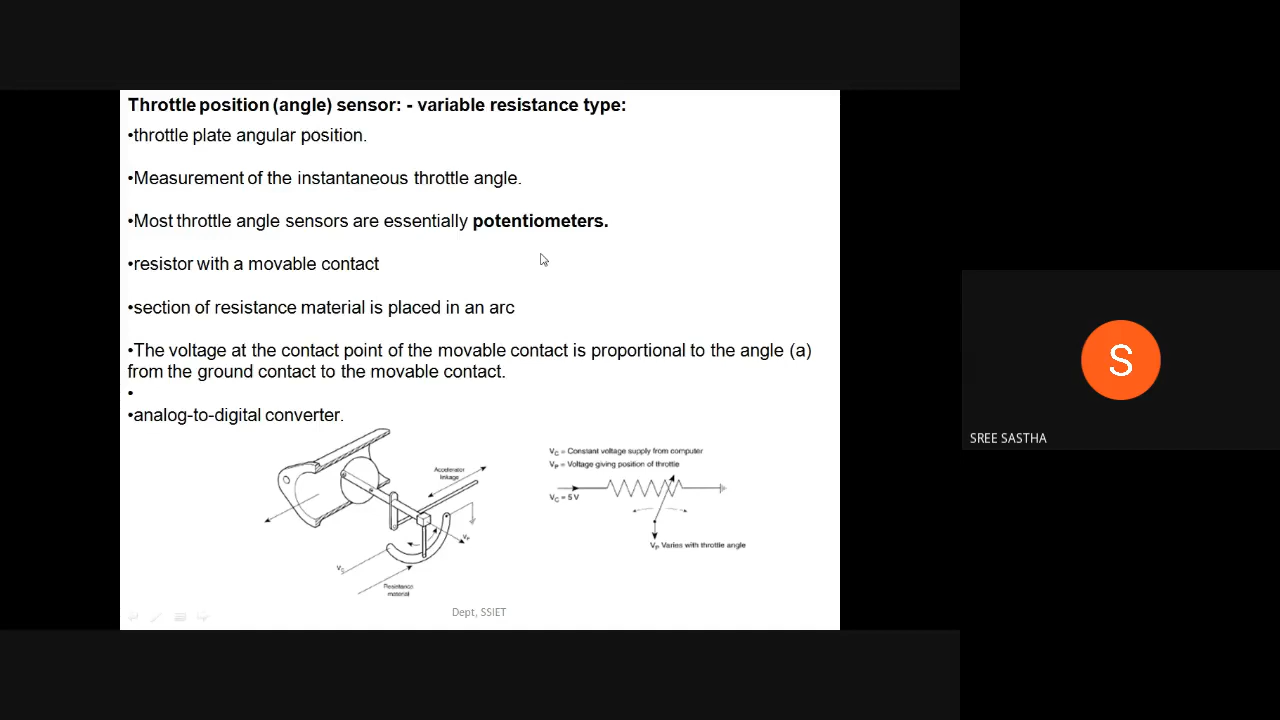 Throttle position (angle) sensor: - variable resistance type:
•throttle plate angular position.
•Measurement of the instantaneous throttle angle.
•Most throttle angle sensors are essentially potentiometers.
•resistor with a movable contact
•section of resistance material is placed in an arc
•The voltage at the contact point of the movable contact is proportional to the angle (a)
from the ground contact to the movable contact.
•
•analog-to-digital converter.
Accelerator
linkage
VC
VP
Resistance
material
VC = Constant voltage supply from computer
VP = Voltage giving position of throttle
VC = 5 V
VP Varies with throttle angle
Dept, SSIET
S
SREE SASTHA